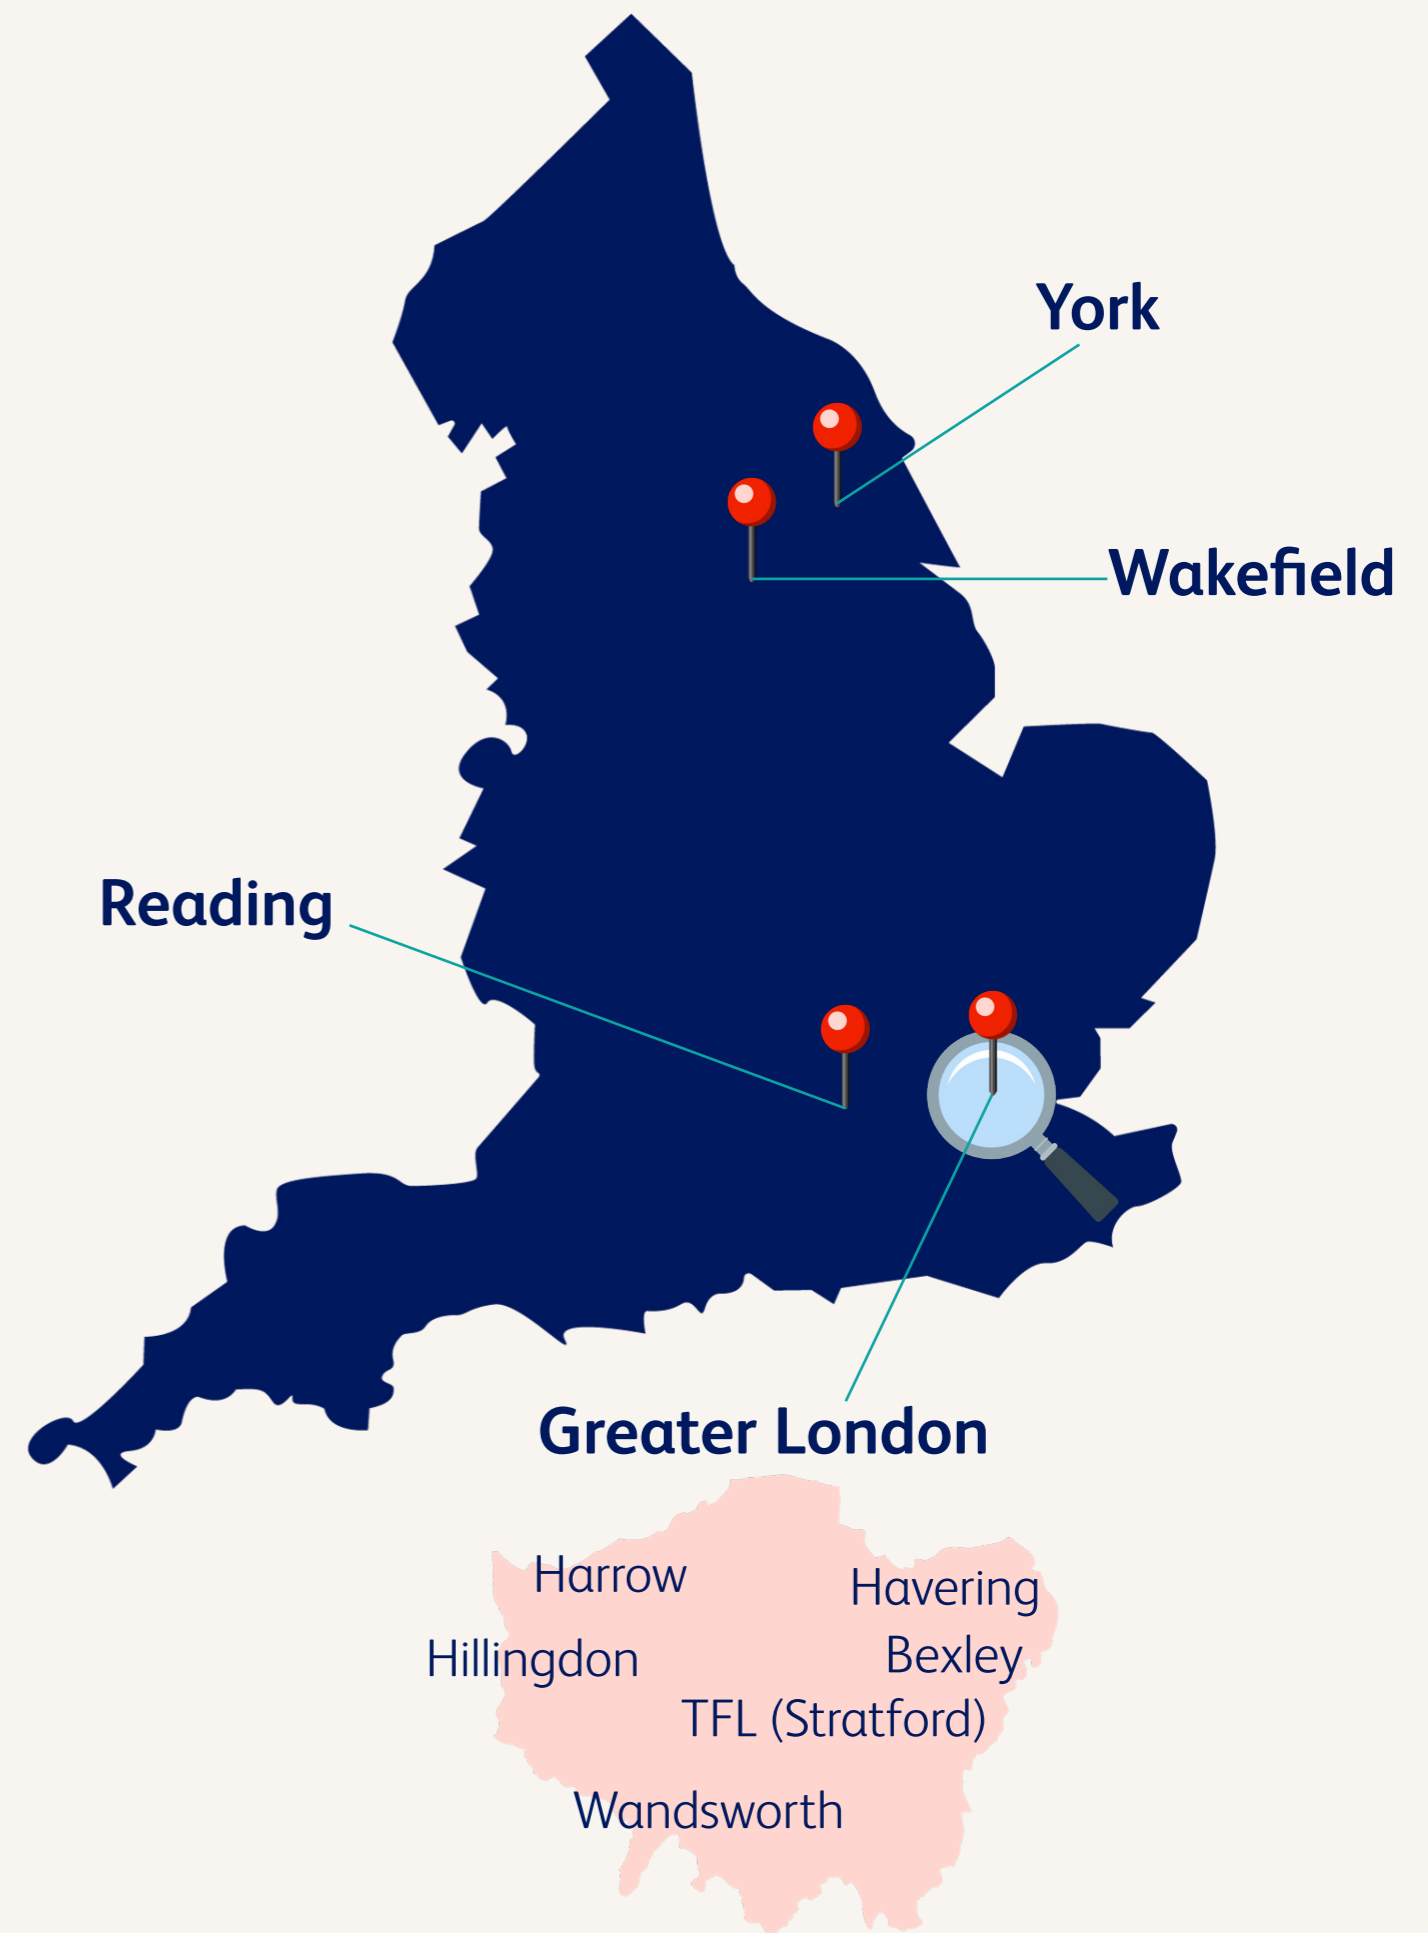 York
Wakefield
Reading
Greater London
Harrow
Havering
Hillingdon
Bexley
TFL (Stratford)
Wandsworth